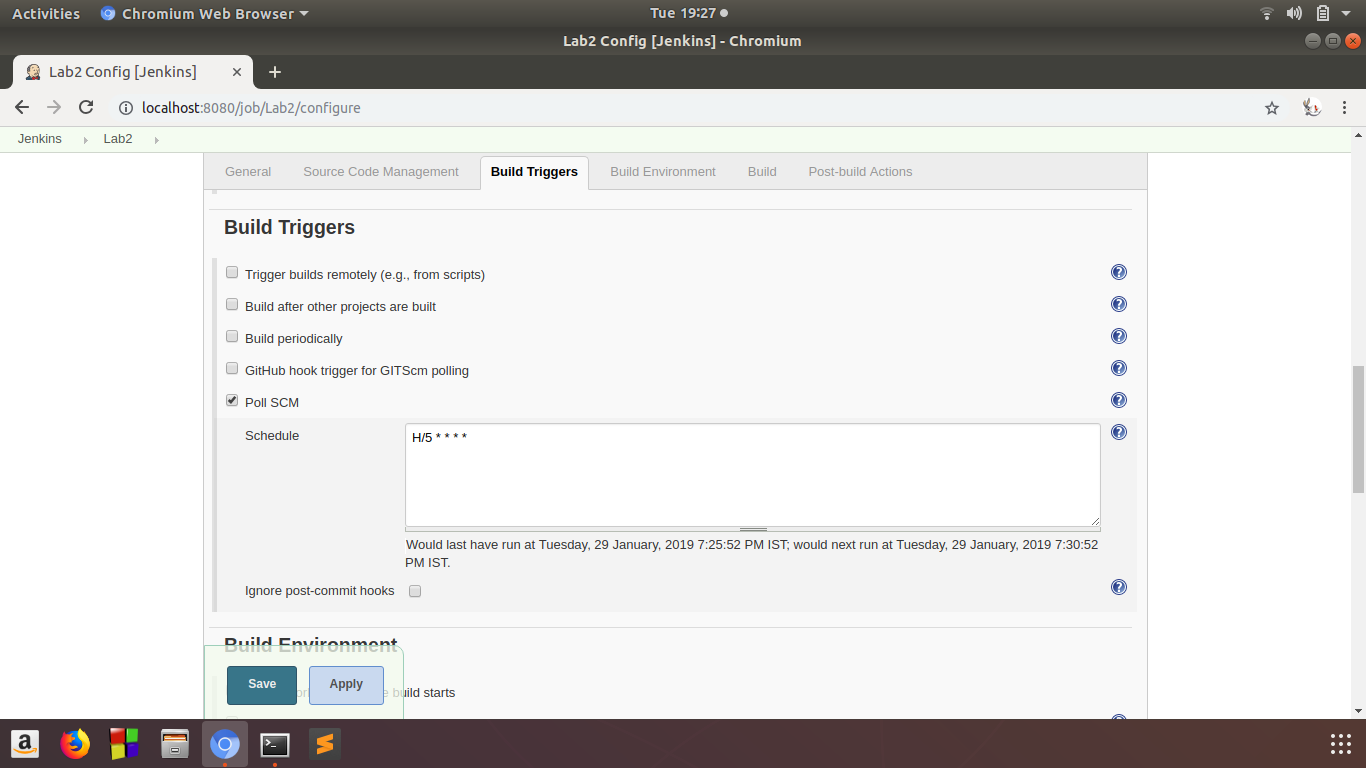 Activities Chromium Web Browser Tue 19:27
Lab2 Config [Jenkins] - Chromium
Lab2 Config [Jenkins]
localhost:8080/job/Lab2/configure
Jenkins Lab2
General Source Code Management Build Triggers Build Environment Build Post-build Actions
Build Triggers
Trigger builds remotely (e.g., from scripts)
Build after other projects are built
Build periodically
GitHub hook trigger for GITScm polling
Poll SCM
Schedule
H/5 * * * *
Would last have run at Tuesday, 29 January, 2019 7:25:52 PM IST; would next run at Tuesday, 29 January, 2019 7:30:52
PM IST.
Ignore post-commit hooks
Build Environment
Save Apply
build starts